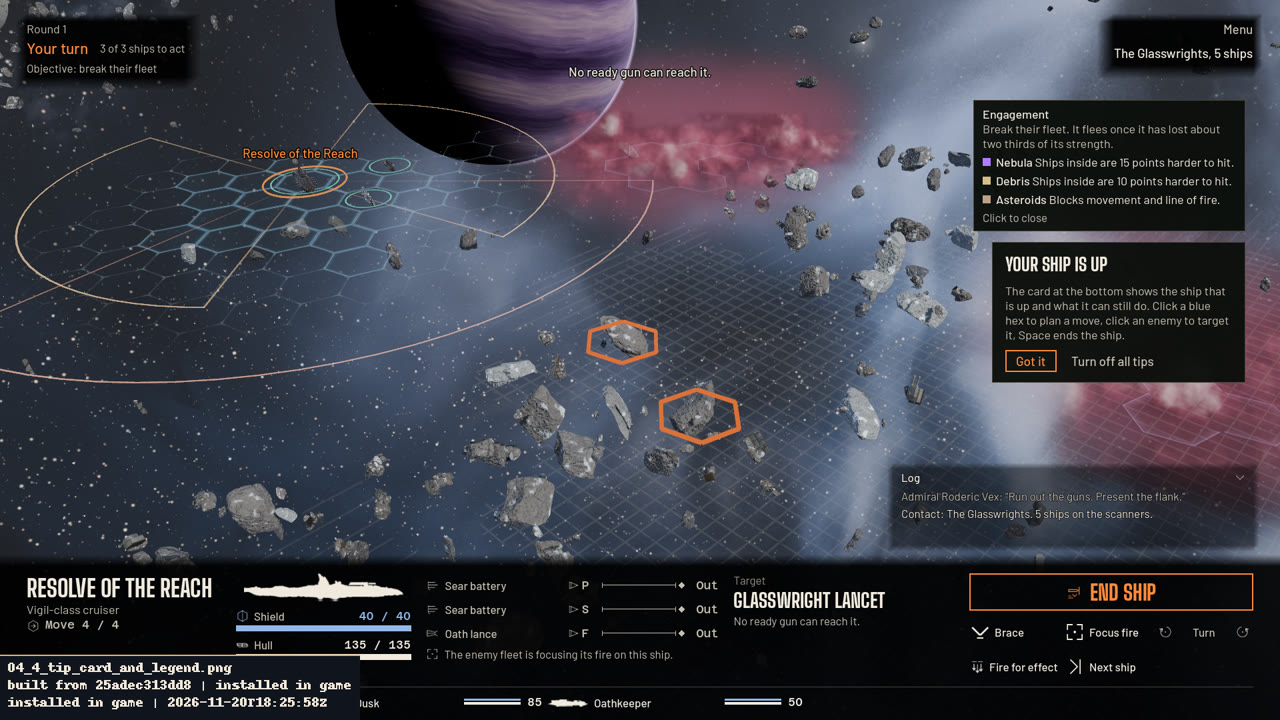 Round 1
Your turn 3 of 3 ships to act
Objective: break their fleet
No ready gun can reach it.
Menu
The Glasswrights, 5 ships
Resolve of the Reach
Engagement
Break their fleet. It flees once it has lost about
two thirds of its strength.
Nebula Ships inside are 15 points harder to hit.
Debris Ships inside are 10 points harder to hit.
Asteroids Blocks movement and line of fire.
Click to close
YOUR SHIP IS UP
The card at the bottom shows the ship that
is up and what it can still do. Click a blue
hex to plan a move, click an enemy to target
it, Space ends the ship.
Got it Turn off all tips
Log
Admiral Roderic Vex: "Run out the guns. Present the flank."
Contact: The Glasswrights, 5 ships on the scanners.
RESOLVE OF THE REACH
Vigil-class cruiser
Move 4 / 4
Shield 40 / 40
Hull 135 / 135
Sear battery P Out
Sear battery S Out
Oath lance F Out
The enemy fleet is focusing its fire on this ship.
Target
GLASSWRIGHT LANCET
No ready gun can reach it.
END SHIP
Brace Focus fire Turn
Fire for effect Next ship
04_4_tip_card_and_legend.png
built from 25adec313dd8 | installed in game
installed in game | 2026-11-20T18:25:58Z
85 Oathkeeper 50